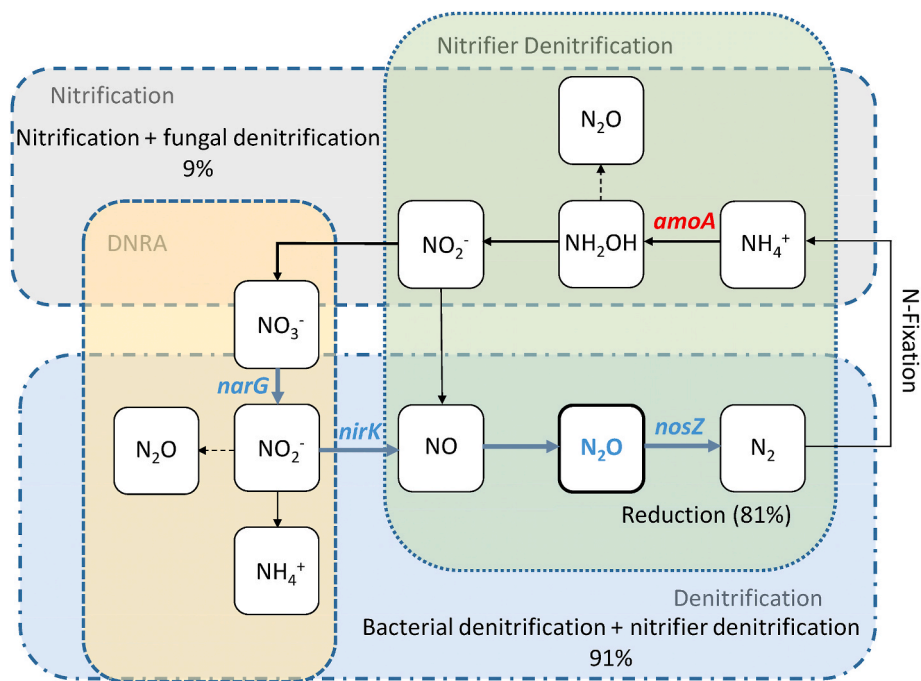 Nitrifier Denitrification
Nitrification
Nitrification + fungal denitrification
9%
N₂O
DNRA
NO₂⁻
NH₂OH
amoA
NH₄⁺
N-Fixation
NO₃⁻
narG
N₂O
NO₂⁻
nirK
NO
N₂O
nosZ
N₂
Reduction (81%)
NH₄⁺
Denitrification
Bacterial denitrification + nitrifier denitrification
91%